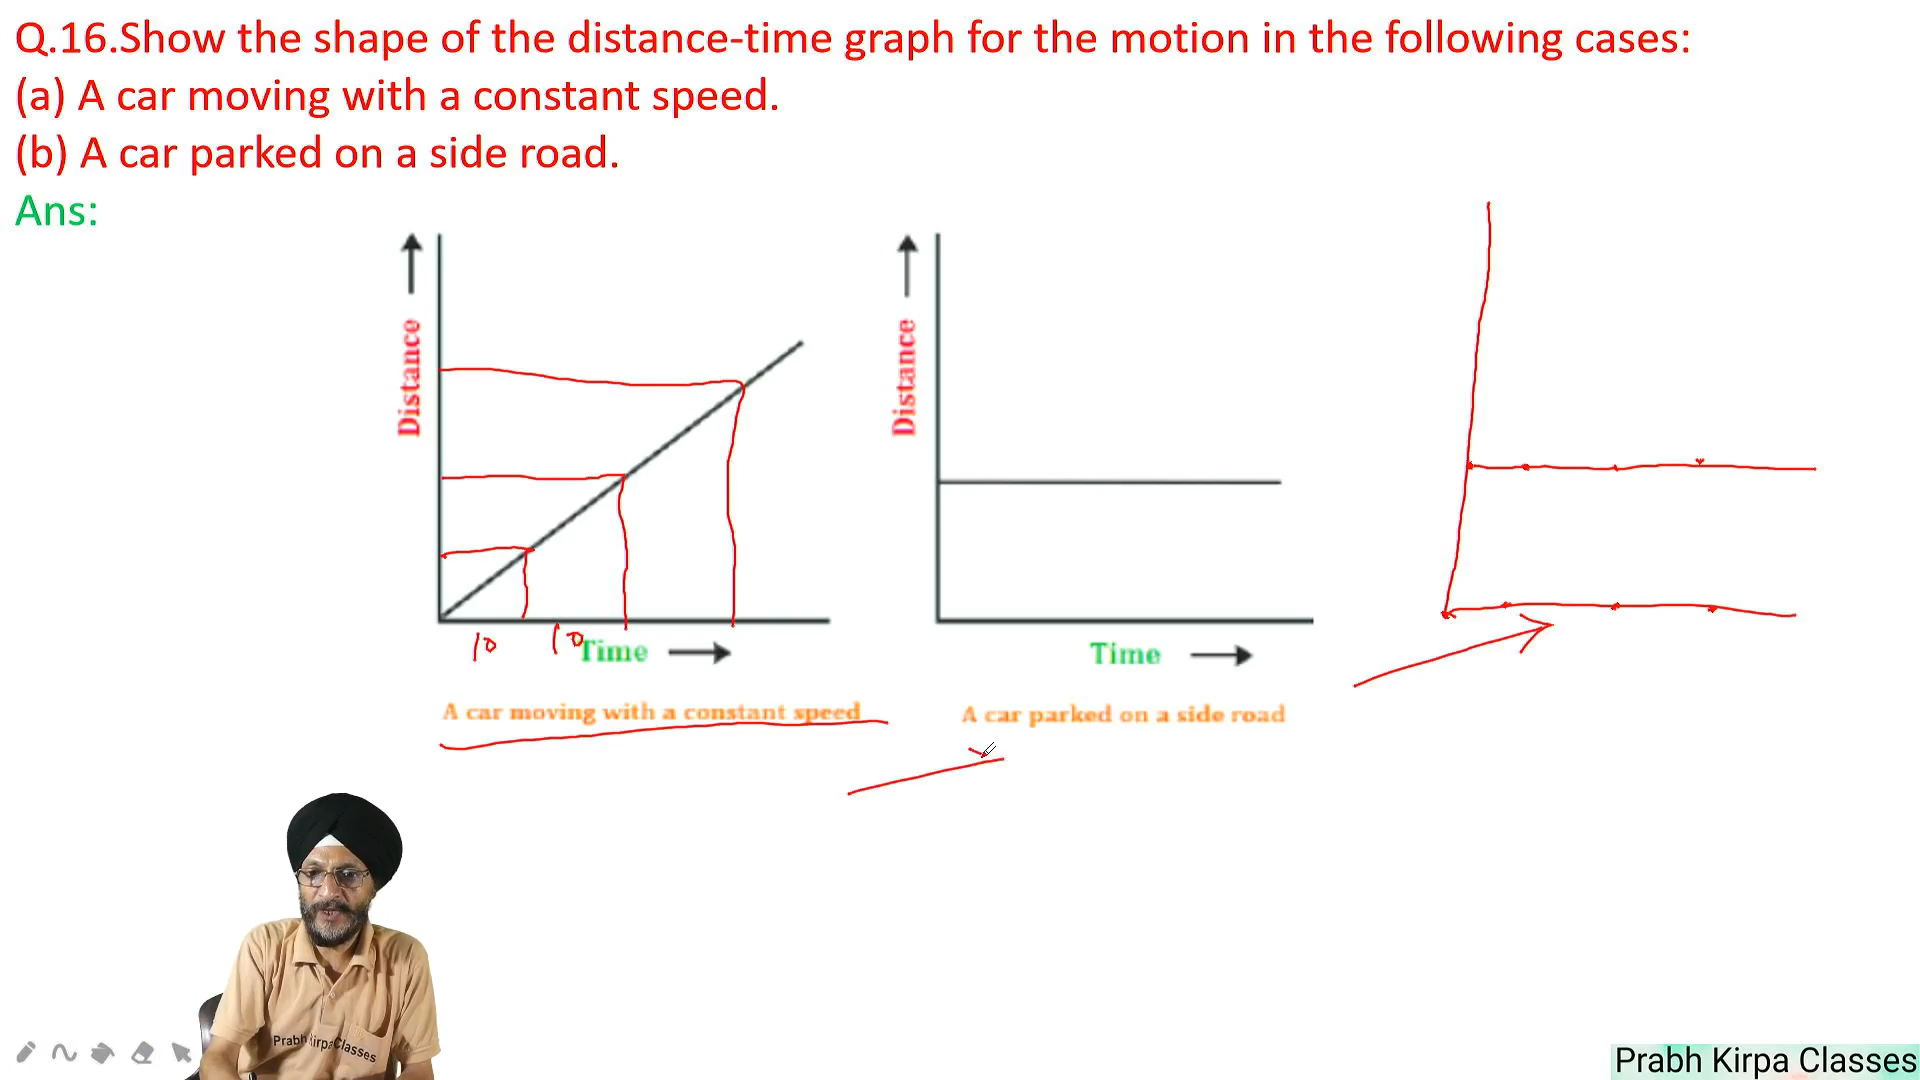 Q.16.Show the shape of the distance-time graph for the motion in the following cases:
(a) A car moving with a constant speed.
(b) A car parked on a side road.
Ans:
Distance
Distance
10
10
Time
Time
A car moving with a constant speed
A car parked on a side road
Prabh Kirpa Classes
Prabh Kirpa Classes